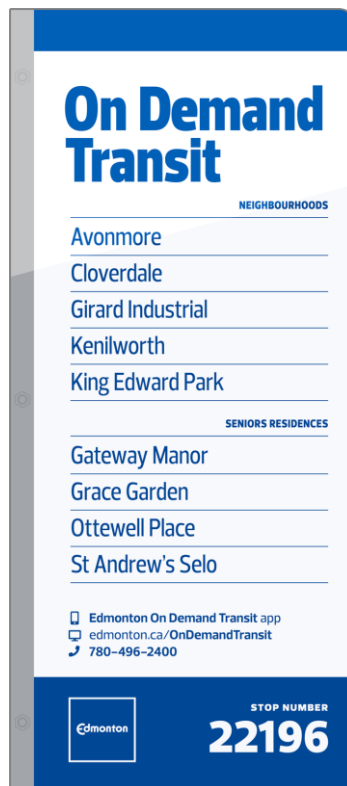 On Demand
Transit
NEIGHBOURHOODS
Avonmore
Cloverdale
Girard Industrial
Kenilworth
King Edward Park
SENIORS RESIDENCES
Gateway Manor
Grace Garden
Ottewell Place
St Andrew's Selo
Edmonton On Demand Transit app
edmonton.ca/OnDemandTransit
780-496-2400
Edmonton
STOP NUMBER
22196